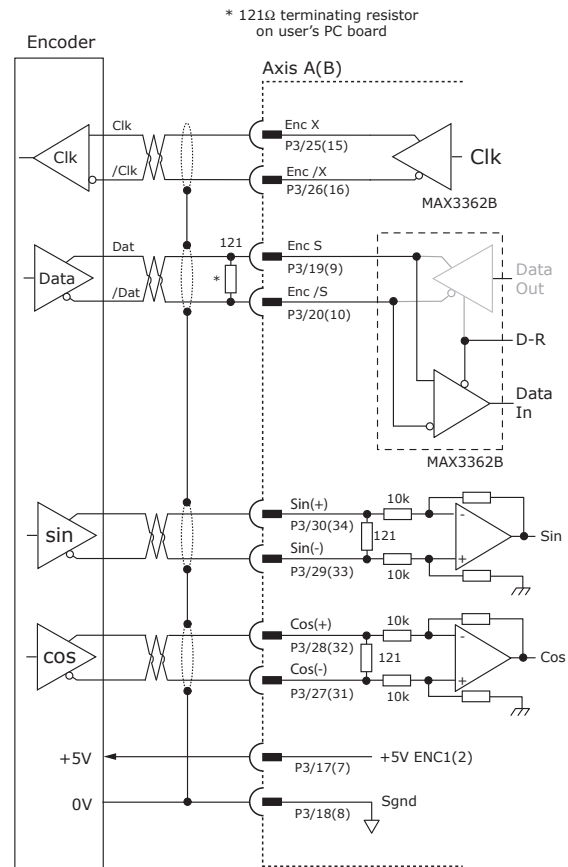 * 121Ω terminating resistor
on user's PC board
Encoder
Axis A(B)
Clk
Clk
/Clk
Enc X
P3/25(15)
Enc /X
P3/26(16)
Clk
MAX3362B
Data
Dat
/Dat
121
*
Enc S
P3/19(9)
Enc /S
P3/20(10)
Data
Out
D-R
Data
In
MAX3362B
sin
Sin(+)
P3/30(34)
Sin(-)
P3/29(33)
121
10k
10k
-
+
Sin
cos
Cos(+)
P3/28(32)
Cos(-)
P3/27(31)
121
10k
10k
-
+
Cos
+5V
P3/17(7)
+5V ENC1(2)
0V
P3/18(8)
Sgnd